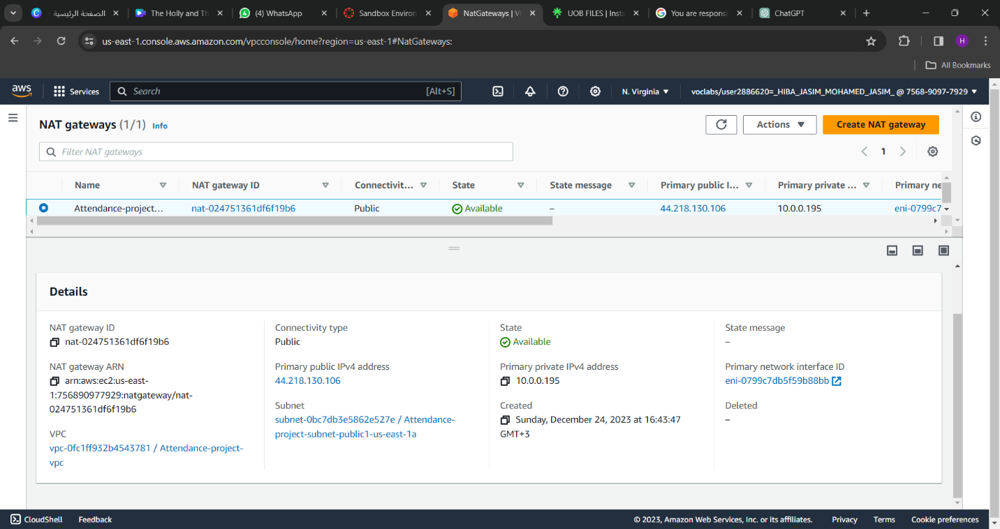 الصفحة الرئيسية -
The Holly and Th
(4) WhatsApp
Sandbox Environ
NatGateways | V
UOB FILES | Insta
You are responsi
ChatGPT
us-east-1.console.aws.amazon.com/vpcconsole/home?region=us-east-1#NatGateways:
H
All Bookmarks
aws
Services
Search
[Alt+S]
N. Virginia
voclabs/user2886620=_HIBA_JASIM_MOHAMED_JASIM_ @ 7568-9097-7929
NAT gateways (1/1) Info
Actions
Create NAT gateway
Filter NAT gateways
1
Name
NAT gateway ID
Connectivit...
State
State message
Primary public I...
Primary private ...
Primary ne
Attendance-project...
nat-024751361df6f19b6
Public
Available
–
44.218.130.106
10.0.0.195
eni-0799c7
Details
NAT gateway ID
nat-024751361df6f19b6
Connectivity type
Public
State
Available
State message
–
NAT gateway ARN
arn:aws:ec2:us-east-
1:756890977929:natgateway/nat-
024751361df6f19b6
Primary public IPv4 address
44.218.130.106
Primary private IPv4 address
10.0.0.195
Primary network interface ID
eni-0799c7db5f59b88bb
VPC
vpc-0fc1ff932b4543781 / Attendance-project-
vpc
Subnet
subnet-0bc7db3e5862e527e / Attendance-
project-subnet-public1-us-east-1a
Created
Sunday, December 24, 2023 at 16:43:47
GMT+3
Deleted
–
CloudShell
Feedback
© 2023, Amazon Web Services, Inc. or its affiliates.
Privacy
Terms
Cookie preferences